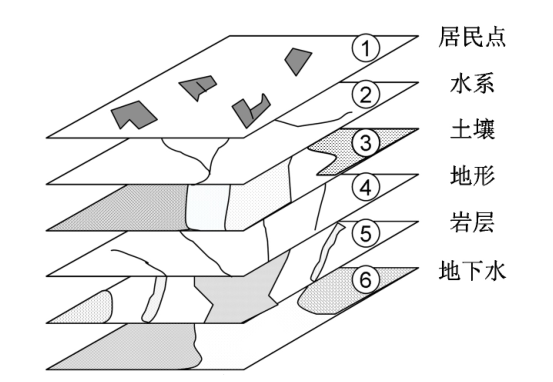 ① 居民点
② 水系
③ 土壤
④ 地形
⑤ 岩层
⑥ 地下水